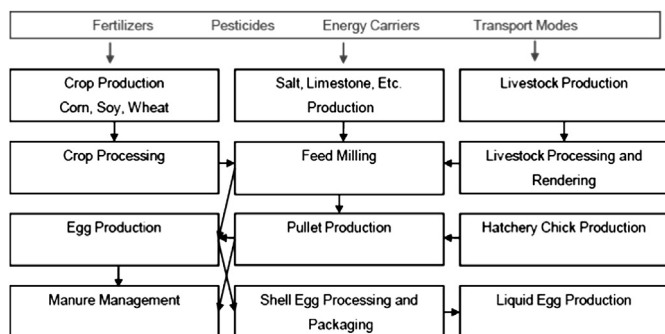 Fertilizers Pesticides Energy Carriers Transport Modes
Crop Production
Corn, Soy, Wheat
Salt, Limestone, Etc.
Production
Livestock Production
Crop Processing
Feed Milling
Livestock Processing and
Rendering
Egg Production
Pullet Production
Hatchery Chick Production
Manure Management
Shell Egg Processing and
Packaging
Liquid Egg Production